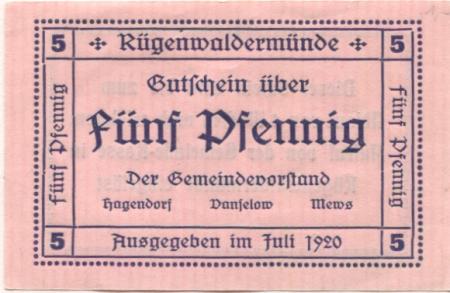 5 ✣ Rügenwaldermünde ✣ 5
Gutschein über
Fünf Pfennig
Der Gemeindevorstand
Hagendorf Vanselow Mews
Fünf Pfennig
Fünf Pfennig
5 Ausgegeben im Juli 1920 5